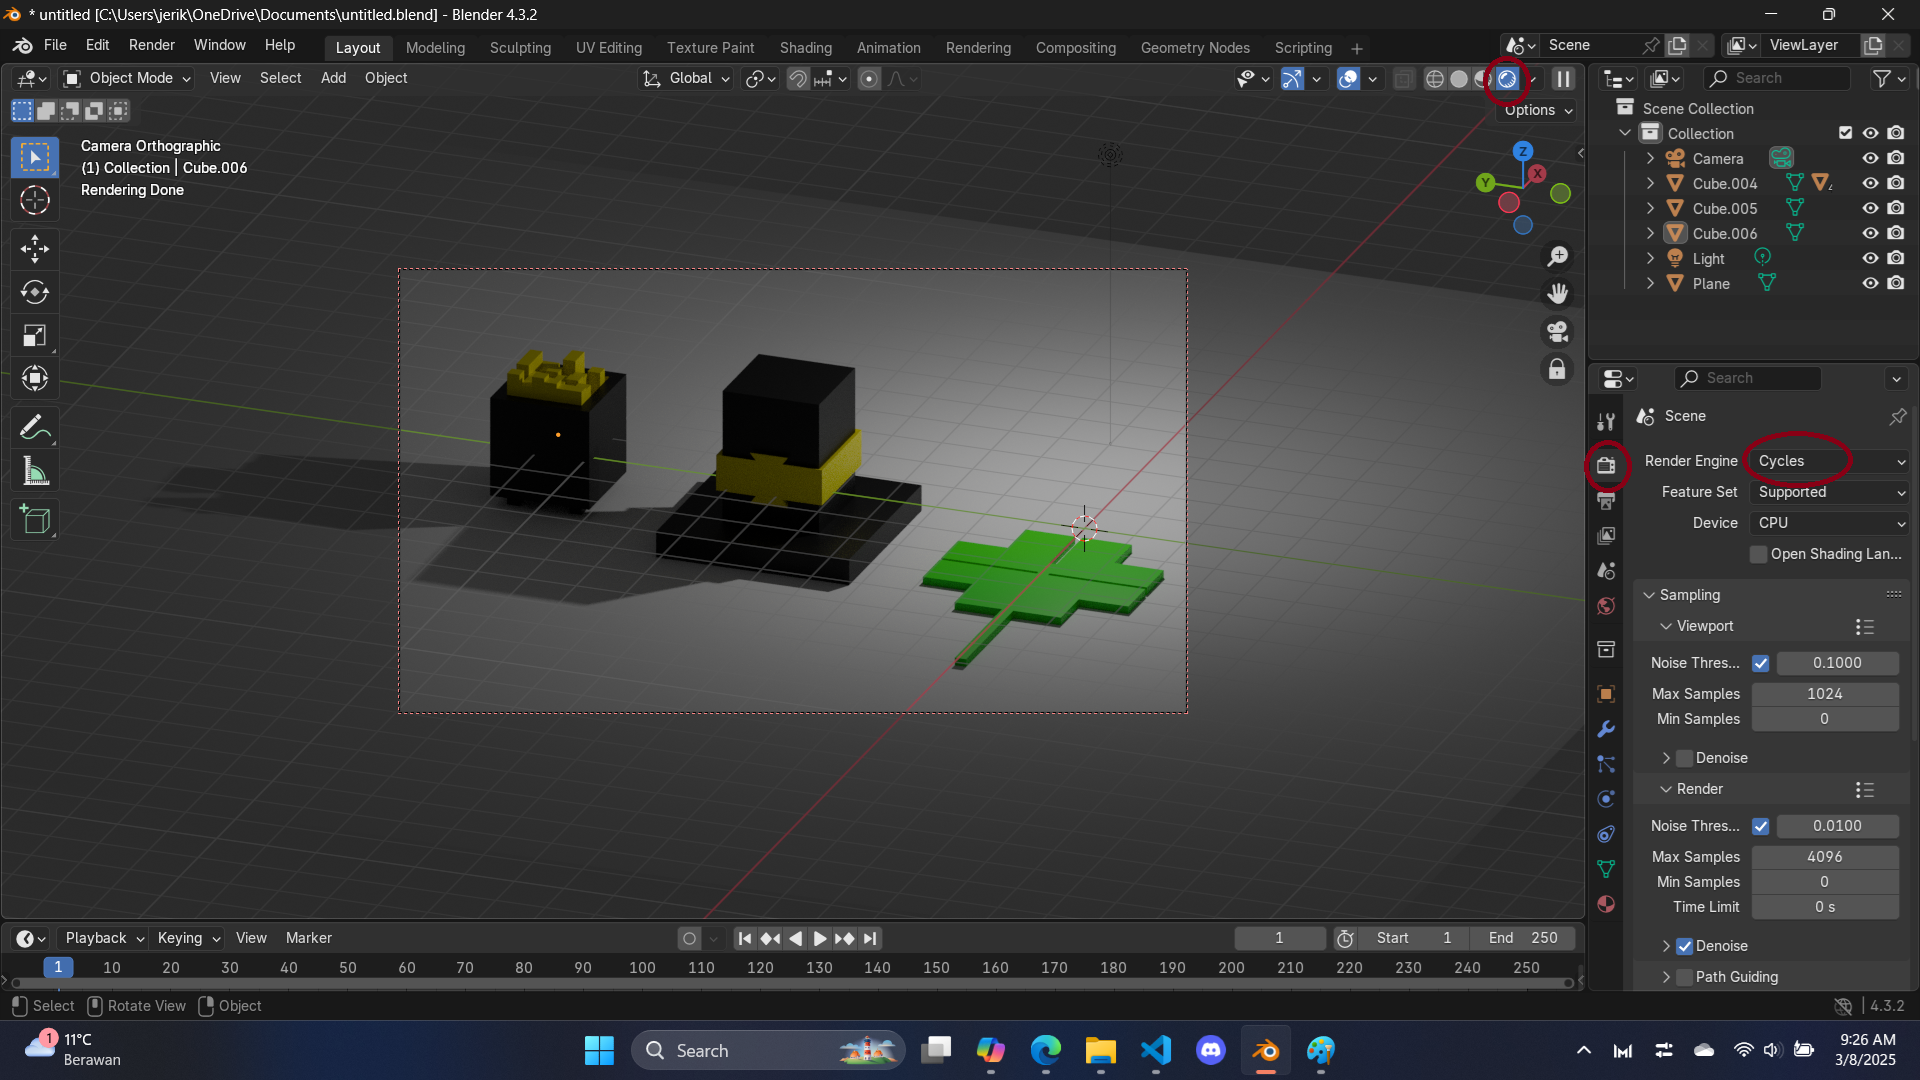 * untitled [C:\Users\jerik\OneDrive\Documents\untitled.blend] - Blender 4.3.2
File Edit Render Window Help Layout Modeling Sculpting UV Editing Texture Paint Shading Animation Rendering Compositing Geometry Nodes Scripting + Scene ViewLayer
Object Mode View Select Add Object Global Search
Options
Camera Orthographic
(1) Collection | Cube.006
Rendering Done
Z
X
Y
Scene Collection
Collection
Camera
Cube.004
Cube.005
Cube.006
Light
Plane
Search
Scene
Render Engine Cycles
Feature Set Supported
Device CPU
Open Shading Lan...
Sampling
Viewport
Noise Thres... 0.1000
Max Samples 1024
Min Samples 0
Denoise
Render
Noise Thres... 0.0100
Max Samples 4096
Min Samples 0
Time Limit 0 s
Denoise
Path Guiding
Playback Keying View Marker 1 Start 1 End 250
1 10 20 30 40 50 60 70 80 90 100 110 120 130 140 150 160 170 180 190 200 210 220 230 240 250
Select Rotate View Object 4.3.2
1 11°C
Berawan
Search
9:26 AM
3/8/2025